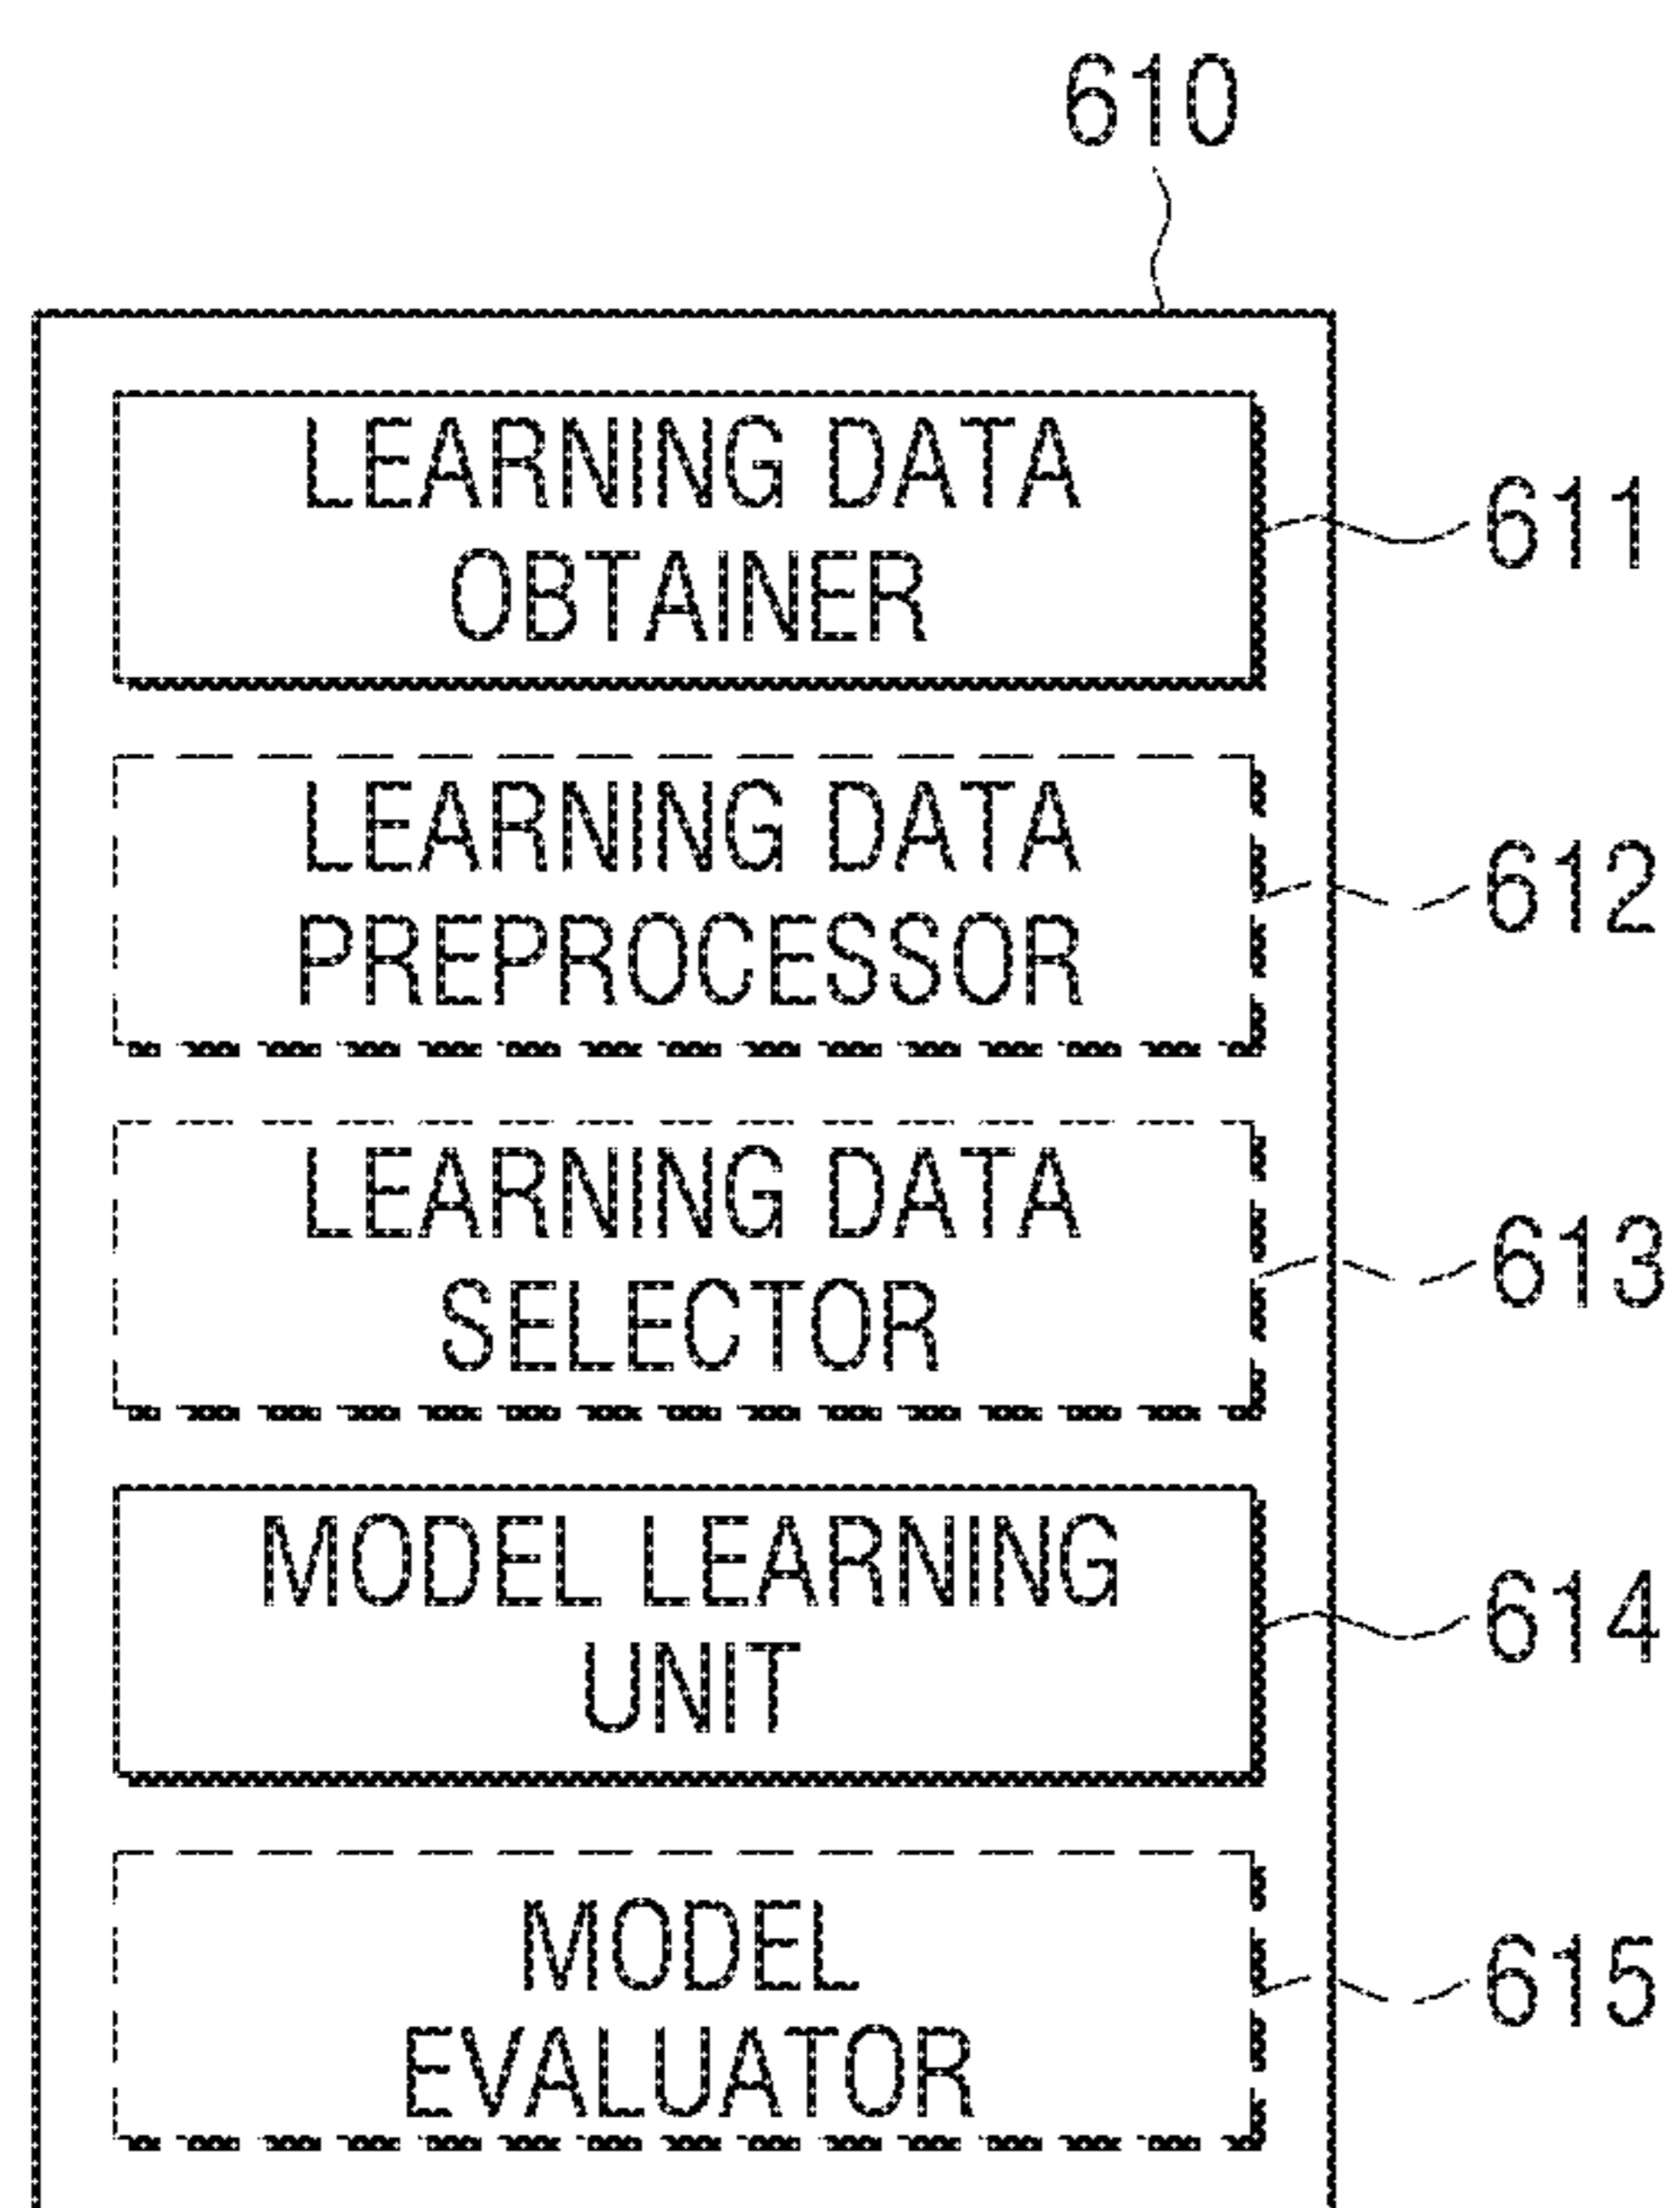 610
LEARNING DATA
OBTAINER
611
LEARNING DATA
PREPROCESSOR
612
LEARNING DATA
SELECTOR
613
MODEL LEARNING
UNIT
614
MODEL
EVALUATOR
615